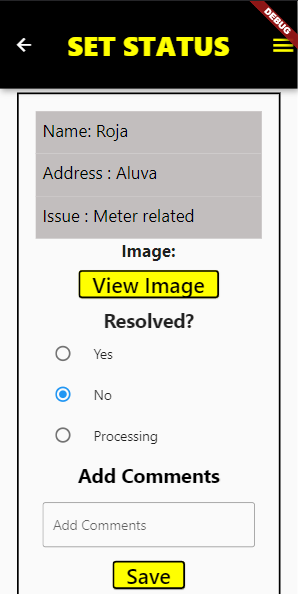 DEBUG
SET STATUS
Name: Roja
Address : Aluva
Issue : Meter related
Image:
View Image
Resolved?
Yes
No
Processing
Add Comments
Add Comments
Save